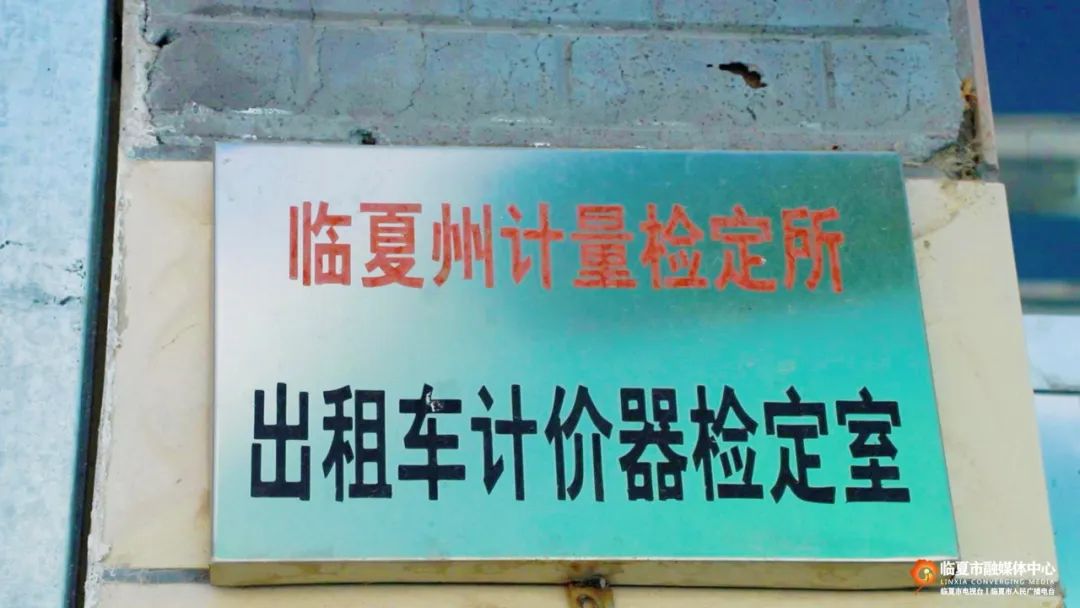 临夏州计量检定所
出租车计价器检定室
临夏市融媒体中心
LINXIA CONVERGING MEDIA
临夏市电视台丨临夏市人民广播电台